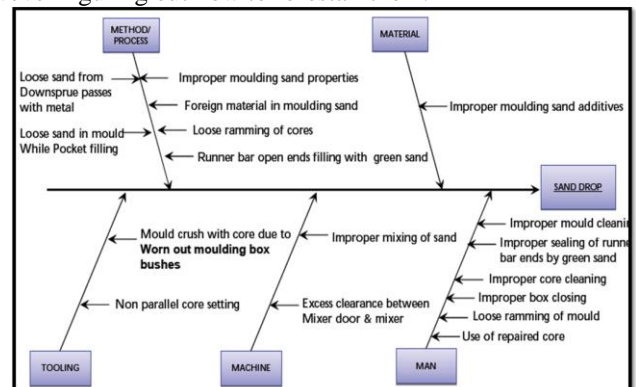 METHOD/
PROCESS
MATERIAL
Loose sand from
Downsprue passes
with metal
Improper moulding sand properties
Foreign material in moulding sand
Improper moulding sand additives
Loose sand in mould
While Pocket filling
Loose ramming of cores
Runner bar open ends filling with green sand
SAND DROP
Mould crush with core due to
Worn out moulding box
bushes
Non parallel core setting
Improper mixing of sand
Excess clearance between
Mixer door & mixer
Improper mould
Improper sealing of
bar ends by green sand
Improper core cleaning
Improper box closing
Loose ramming of mould
Use of repaired core
TOOLING
MACHINE
MAN